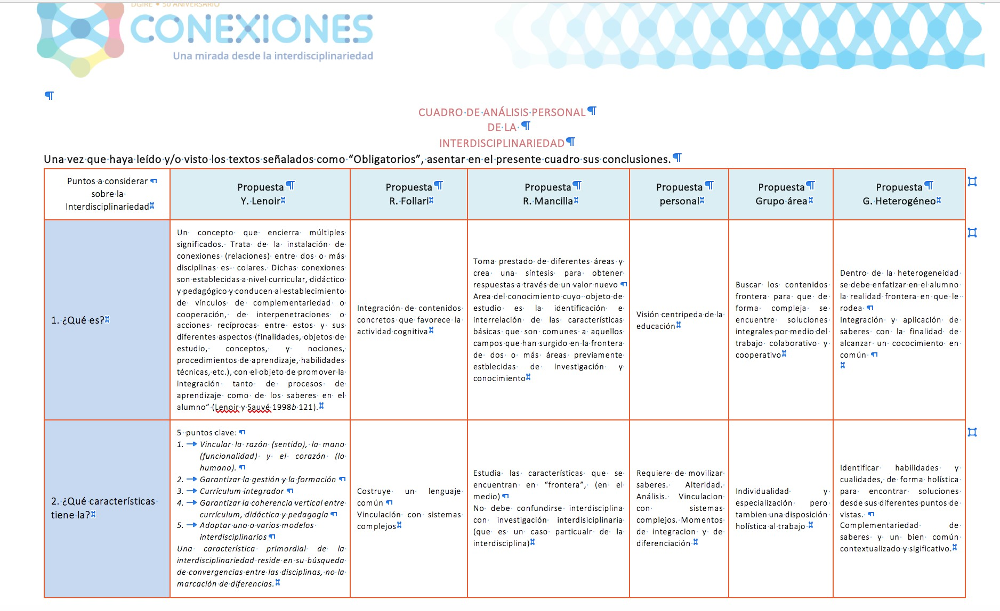 DGIRE • 50 ANIVERSARIO
CONEXIONES
Una mirada desde la interdisciplinariedad
CUADRO DE ANÁLISIS PERSONAL
DE LA
INTERDISCIPLINARIEDAD
Una vez que haya leído y/o visto los textos señalados como “Obligatorios”, asentar en el presente cuadro sus conclusiones.
Puntos a considerar
sobre la
Interdisciplinariedad
Propuesta
Y. Lenoir
Propuesta
R. Follari
Propuesta
R. Mancilla
Propuesta
personal
Propuesta
Grupo área
Propuesta
G. Heterogéneo
1. ¿Qué es?
Un concepto que encierra múltiples
significados. Trata de la instalación de
conexiones (relaciones) entre dos o más
disciplinas es- colares. Dichas conexiones
son establecidas a nivel curricular, didáctico
y pedagógico y conducen al establecimiento
de vínculos de complementariedad o
cooperación, de interpenetraciones o
acciones recíprocas entre estos y sus
diferentes aspectos (finalidades, objetos de
estudio, conceptos, y nociones,
procedimientos de aprendizaje, habilidades
técnicas, etc.), con el objeto de promover la
integración tanto de procesos de
aprendizaje como de los saberes en el
alumno” (Lenoir y Sauvé 1998b 121).
Integración de contenidos
concretos que favorece la
actividad cognitiva
Toma prestado de diferentes áreas y
crea una síntesis para obtener
respuestas a través de un valor nuevo
Area del conocimiento cuyo objeto de
estudio es la identificación e
interrelación de las características
básicas que son comunes a aquellos
campos que han surgido en la frontera
de dos o más áreas previamente
estblecidas de investigación y
conocimiento
Visión centripeda de la
educación
Buscar los contenidos
frontera para que de
forma compleja se
encuentre soluciones
integrales por medio del
trabajo colaborativo y
cooperativo
Dentro de la heterogeneidad
se debe enfatizar en el alumno
la realidad frontera en que le
rodea
Integración y aplicación de
saberes con la finalidad de
alcanzar un cococimiento en
común
2. ¿Qué características
tiene la?
5 puntos clave:
1. Vincular la razón (sentido), la mano
(funcionalidad) y el corazón (lo
humano).
2. Garantizar la gestión y la formación
3. Currículum integrador
4. Garantizar la coherencia vertical entre
currículum, didáctica y pedagogía
5. Adoptar uno o varios modelos
interdisciplinarios
Una característica primordial de la
interdisciplinariedad reside en su búsqueda
de convergencias entre las disciplinas, no la
marcación de diferencias.
Costruye un lenguaje
común
Vinculación con sistemas
complejos
Estudia las características que se
encuentran en “frontera”, (en el
medio)
No debe confundirse interdisciplina
con investigación interdisiciplinaria
(que es un caso particualr de la
interdisciplina)
Requiere de movilizar
saberes. Alteridad.
Análisis. Vinculacion
con sistemas
complejos. Momentos
de integracion y de
diferenciación
Individualidad y
especialización pero
tambien una disposición
holística al trabajo
Identificar habilidades y
cualidades, de forma holística
para encontrar soluciones
desde sus diferentes puntos de
vistas.
Complementariedad de
saberes y un bien común
contextualizado y sigificativo.